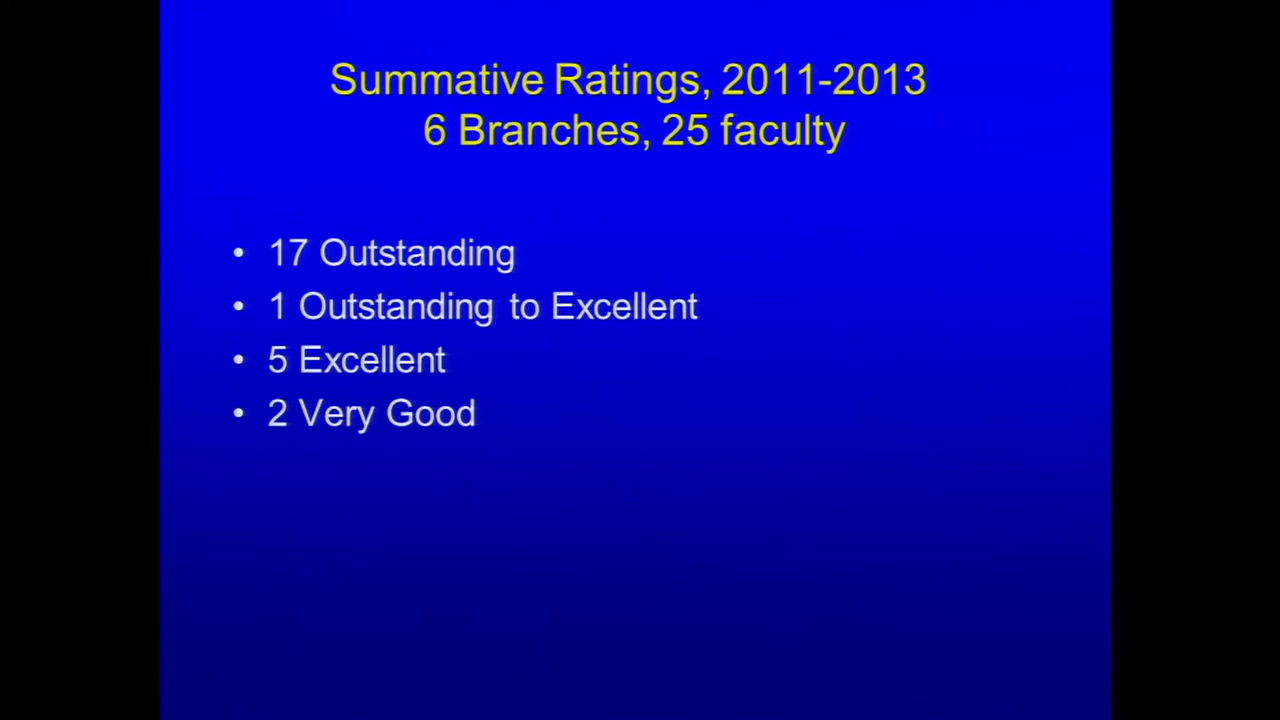 Summative Ratings, 2011-2013
6 Branches, 25 faculty
• 17 Outstanding
• 1 Outstanding to Excellent
• 5 Excellent
• 2 Very Good